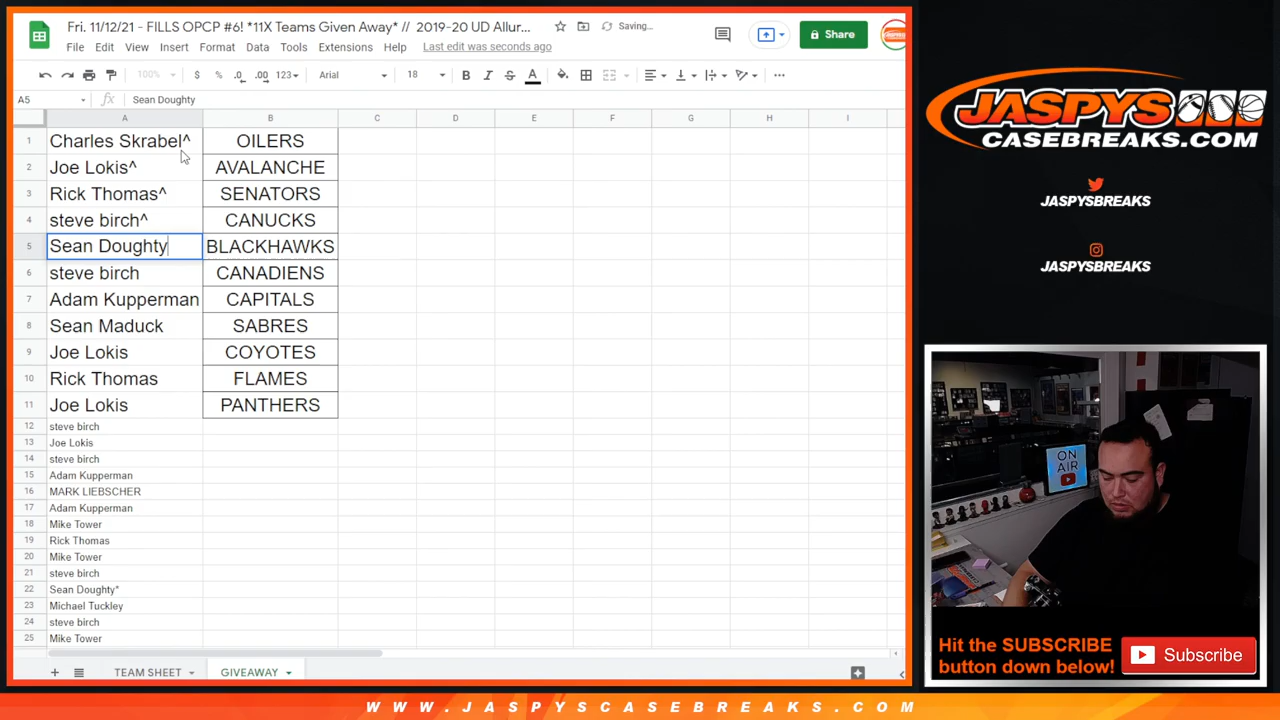 Fri. 11/12/21 - FILLS OPCP #6! *11X Teams Given Away* // 2019-20 UD Allur...
Saving...
Share
File Edit View Insert Format Data Tools Extensions Help Last edit was seconds ago
100% $ % .0 .00 123 Arial 18 B I S A
A5 fx Sean Doughty
A B C D E F G H I
1 Charles Skrabel^ OILERS
2 Joe Lokis^ AVALANCHE
3 Rick Thomas^ SENATORS
4 steve birch^ CANUCKS
5 Sean Doughty BLACKHAWKS
6 steve birch CANADIENS
7 Adam Kupperman CAPITALS
8 Sean Maduck SABRES
9 Joe Lokis COYOTES
10 Rick Thomas FLAMES
11 Joe Lokis PANTHERS
12 steve birch
13 Joe Lokis
14 steve birch
15 Adam Kupperman
16 MARK LIEBSCHER
17 Adam Kupperman
18 Mike Tower
19 Rick Thomas
20 Mike Tower
21 steve birch
22 Sean Doughty*
23 Michael Tuckley
24 steve birch
25 Mike Tower
TEAM SHEET GIVEAWAY
JASPYS
CASEBREAKS.COM
JASPYSBREAKS
JASPYSBREAKS
ON
AIR
Hit the SUBSCRIBE
button down below!
Subscribe
WWW.JASPYSCASEBREAKS.COM